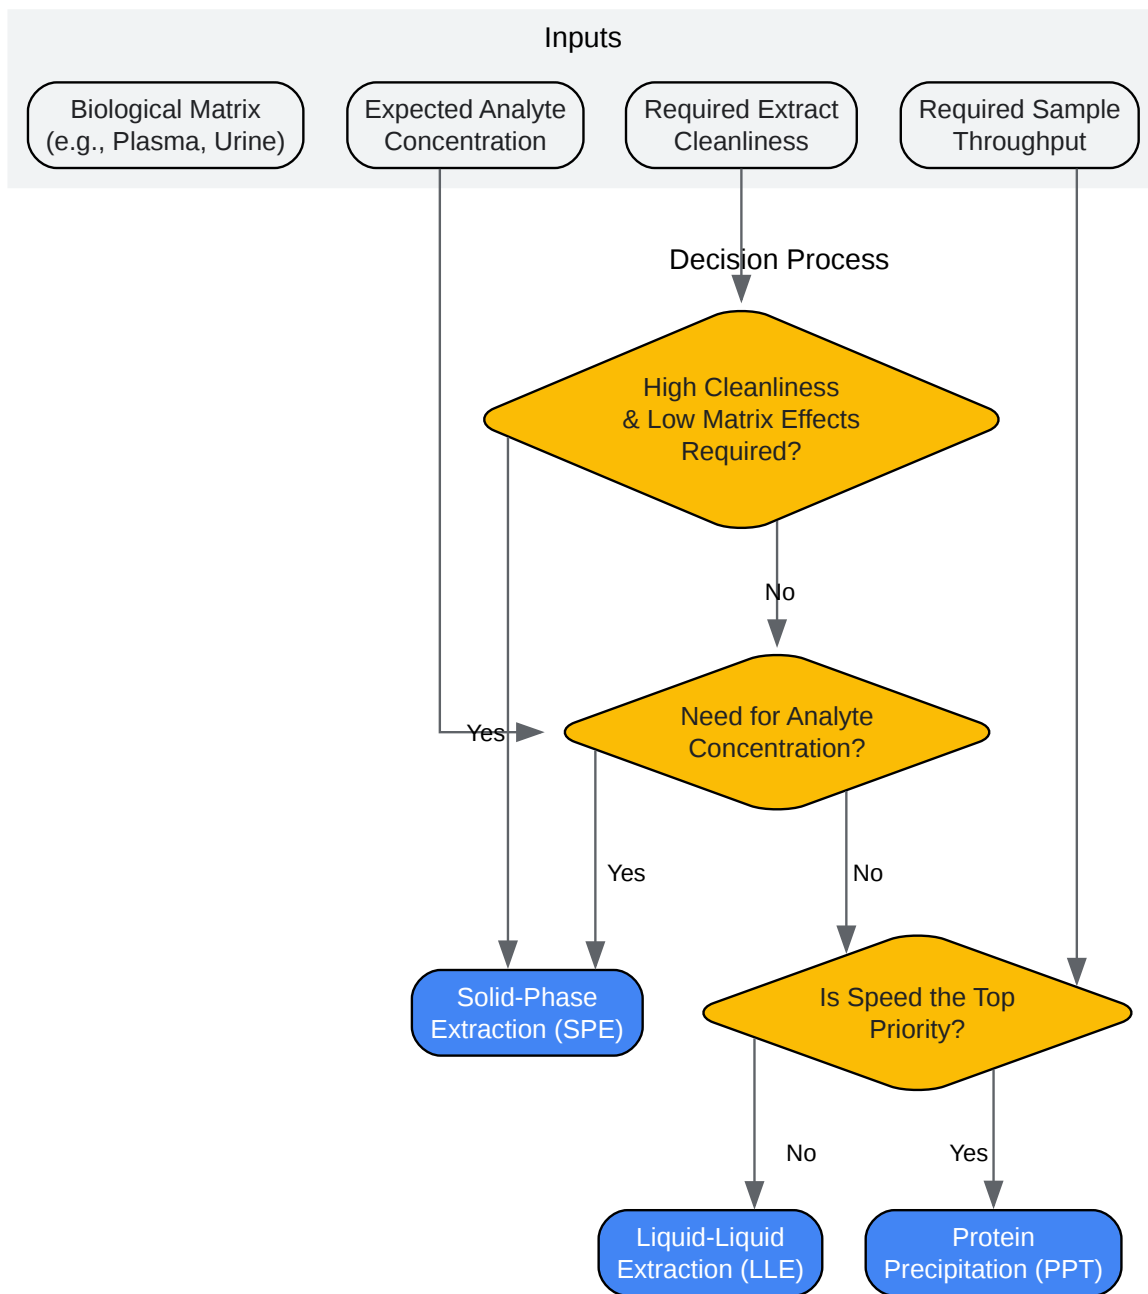 Inputs
Biological Matrix
(e.g., Plasma, Urine)
Expected Analyte
Concentration
Required Extract
Cleanliness
Required Sample
Throughput
Decision Process
High Cleanliness
& Low Matrix Effects
Required?
No
Need for Analyte
Concentration?
Yes
Yes
No
Solid-Phase
Extraction (SPE)
Is Speed the Top
Priority?
No
Yes
Liquid-Liquid
Extraction (LLE)
Protein
Precipitation (PPT)